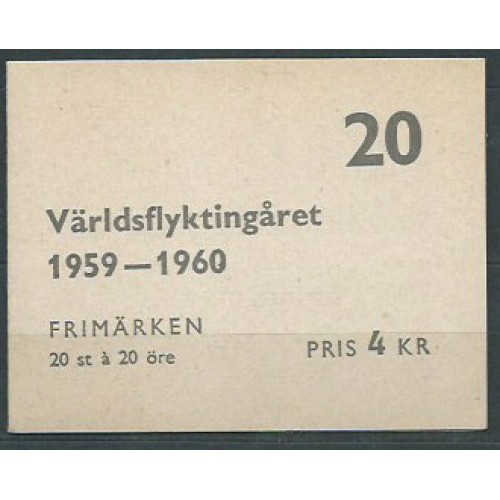 20
Världsflyktingåret
1959—1960
FRIMÄRKEN
20 st à 20 öre
PRIS 4 KR